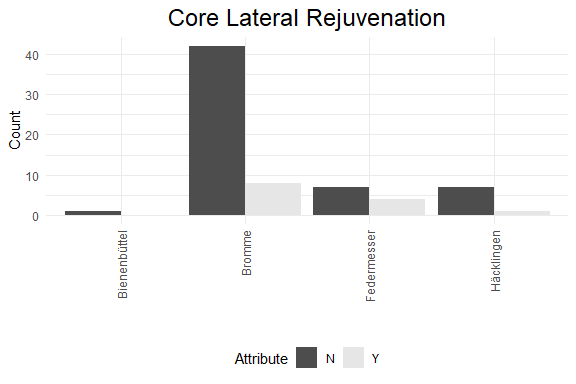 Core Lateral Rejuvenation
Count
40
30
20
10
0
Bienenbüttel
Bromme
Federmesser
Häcklingen
Attribute N Y